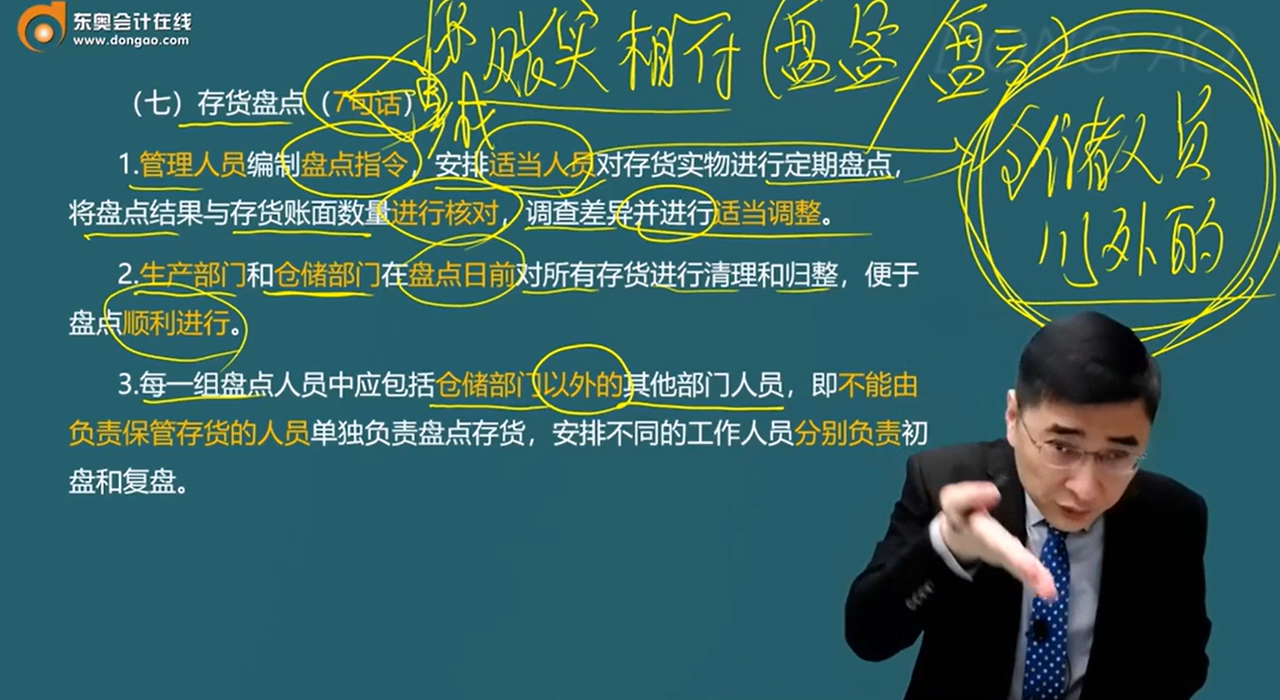 东奥会计在线
www.dongao.com
账实相符(盘盈/盘亏)
(七)存货盘点(7句话)
1.管理人员编制盘点指令,安排适当人员对存货实物进行定期盘点,
将盘点结果与存货账面数量进行核对,调查差异并进行适当调整。
仓储人员
以外的
2.生产部门和仓储部门在盘点日前对所有存货进行清理和归整,便于
盘点顺利进行。
3.每一组盘点人员中应包括仓储部门以外的其他部门人员,即不能由
负责保管存货的人员单独负责盘点存货,安排不同的工作人员分别负责初
盘和复盘。